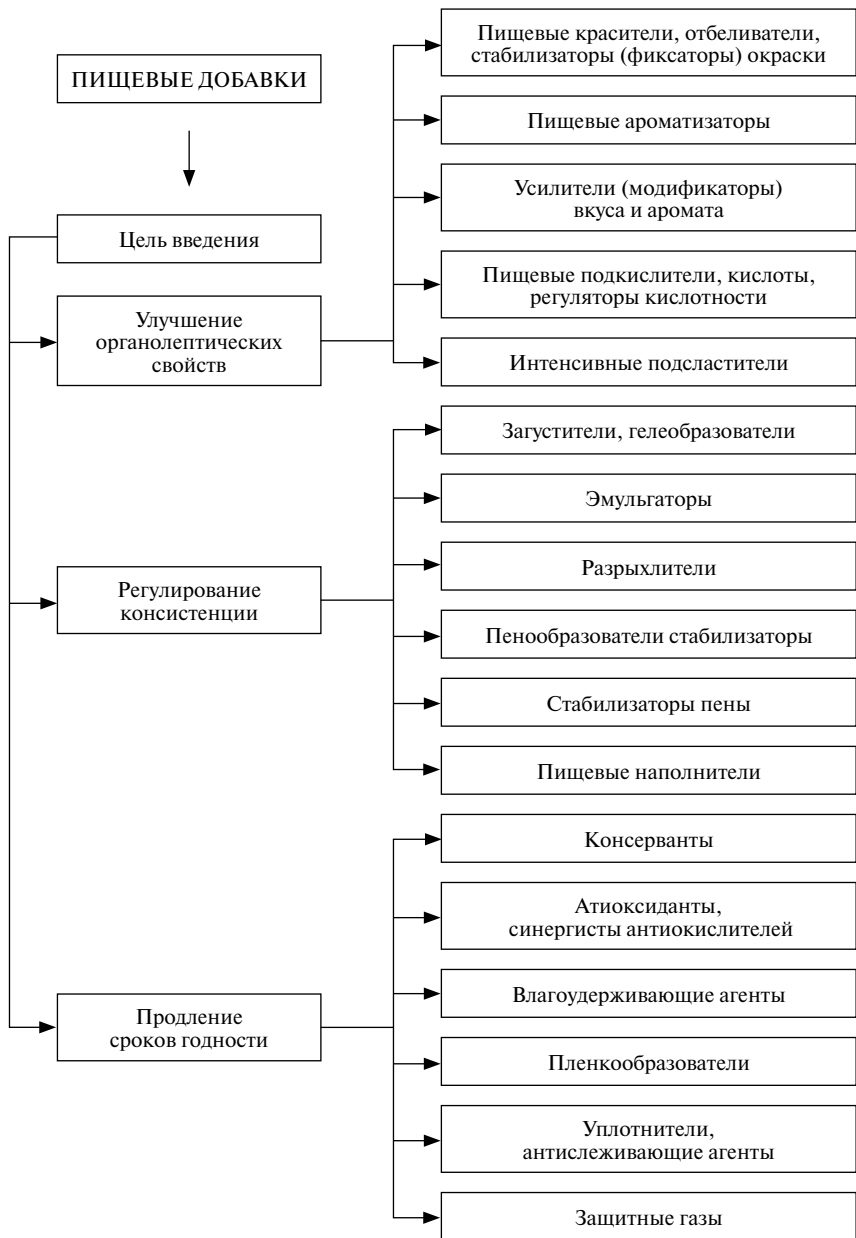 ПИЩЕВЫЕ ДОБАВКИ
Цель введения
Улучшение
органолептических
свойств
Пищевые красители, отбеливатели,
стабилизаторы (фиксаторы) окраски
Пищевые ароматизаторы
Усилители (модификаторы)
вкуса и аромата
Пищевые подкислители, кислоты,
регуляторы кислотности
Интенсивные подсластители
Регулирование
консистенции
Загустители, гелеобразователи
Эмульгаторы
Разрыхлители
Пенообразователи стабилизаторы
Стабилизаторы пены
Пищевые наполнители
Продление
сроков годности
Консерванты
Атиоксиданты,
синергисты антиокислителей
Влагоудерживающие агенты
Пленкообразователи
Уплотнители,
антислеживающие агенты
Защитные газы